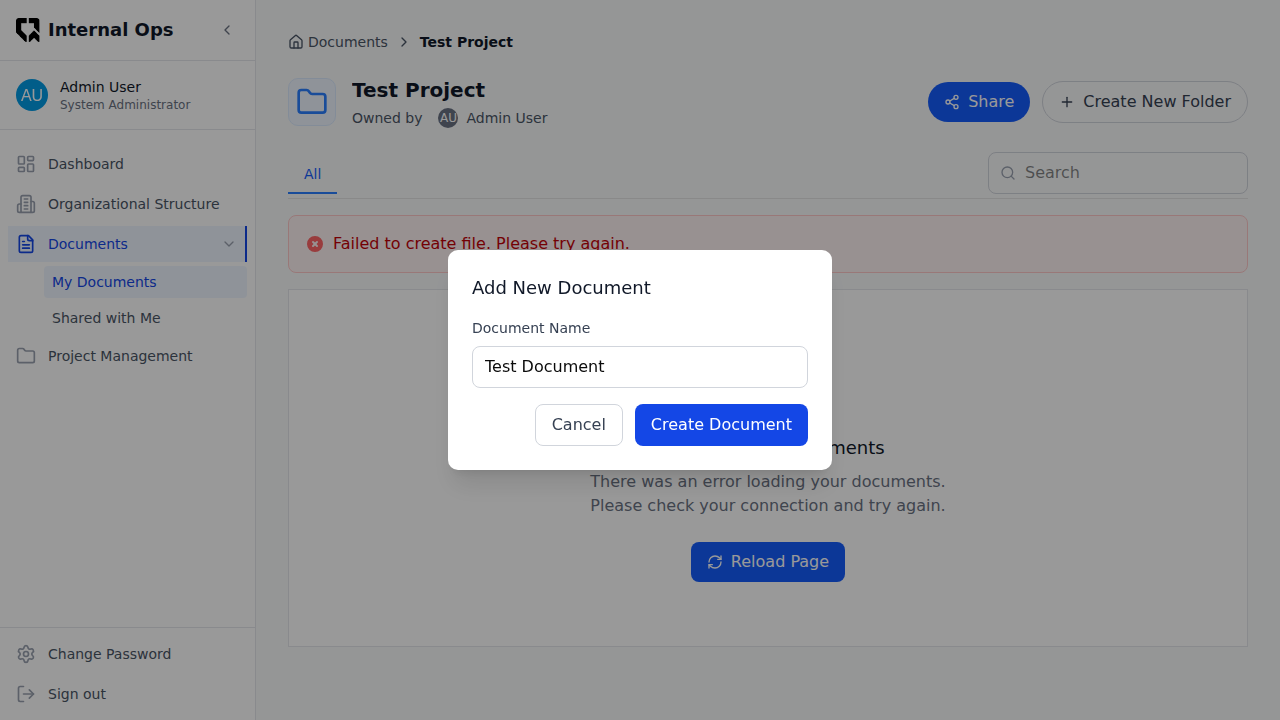 Internal Ops
AU
Admin User
System Administrator
Dashboard
Organizational Structure
Documents
My Documents
Shared with Me
Project Management
Change Password
Sign out
Documents
Test Project
Test Project
Owned by AU Admin User
Share
Create New Folder
All
Search
Failed to create file. Please try again.
Add New Document
Document Name
Test Document
Cancel
Create Document
There was an error loading your documents.
Please check your connection and try again.
Reload Page